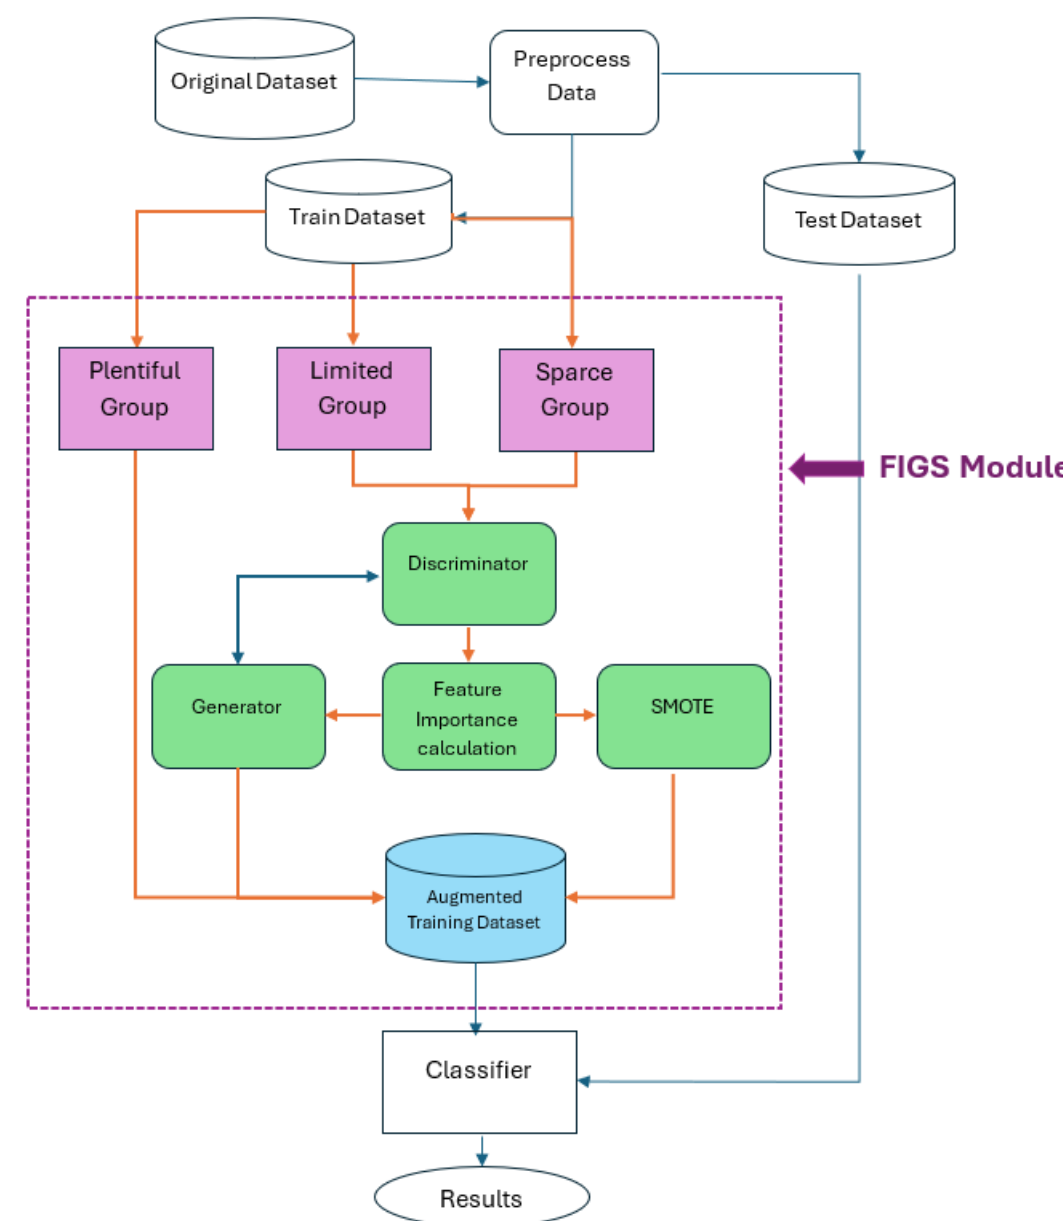 Original Dataset
Preprocess
Data
Train Dataset
Test Dataset
Plentiful
Group
Limited
Group
Sparce
Group
FIGS Module
Discriminator
Generator
Feature
Importance
calculation
SMOTE
Augmented
Training Dataset
Classifier
Results